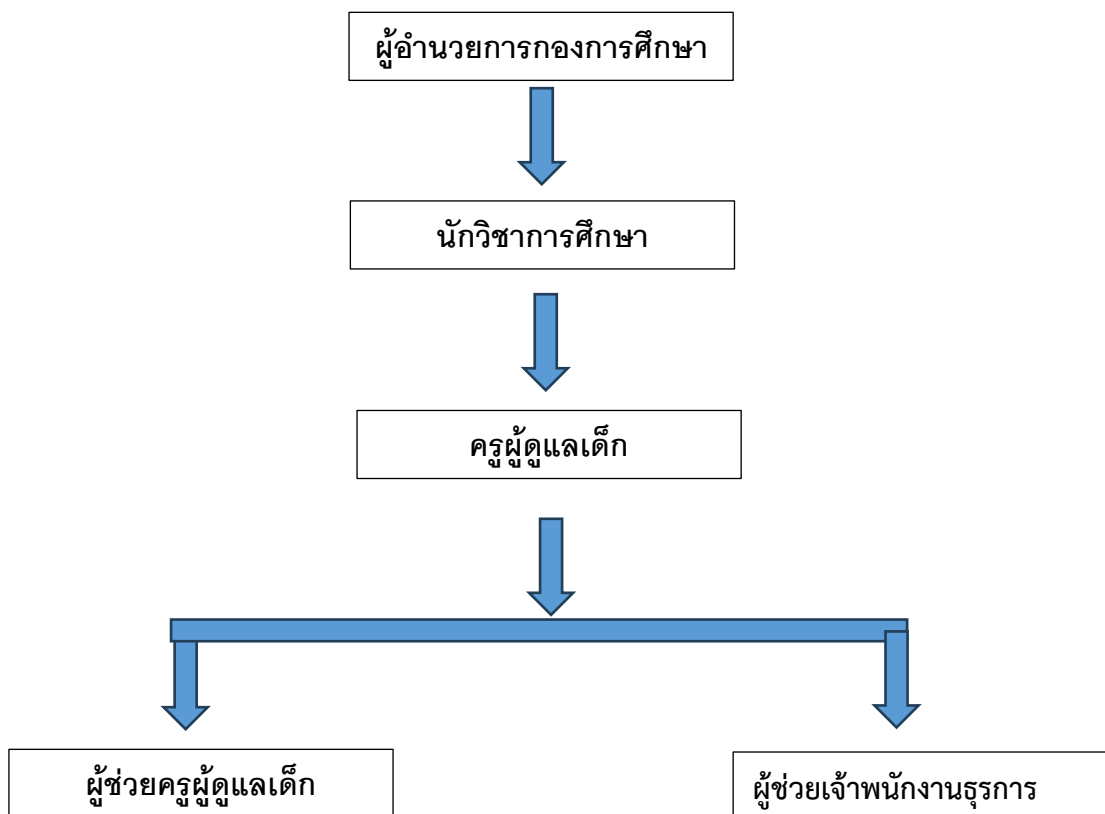 ผู้อำนวยการกองการศึกษา
นักวิชาการศึกษา
ครูผู้ดูแลเด็ก
ผู้ช่วยครูผู้ดูแลเด็ก
ผู้ช่วยเจ้าพนักงานธุรการ